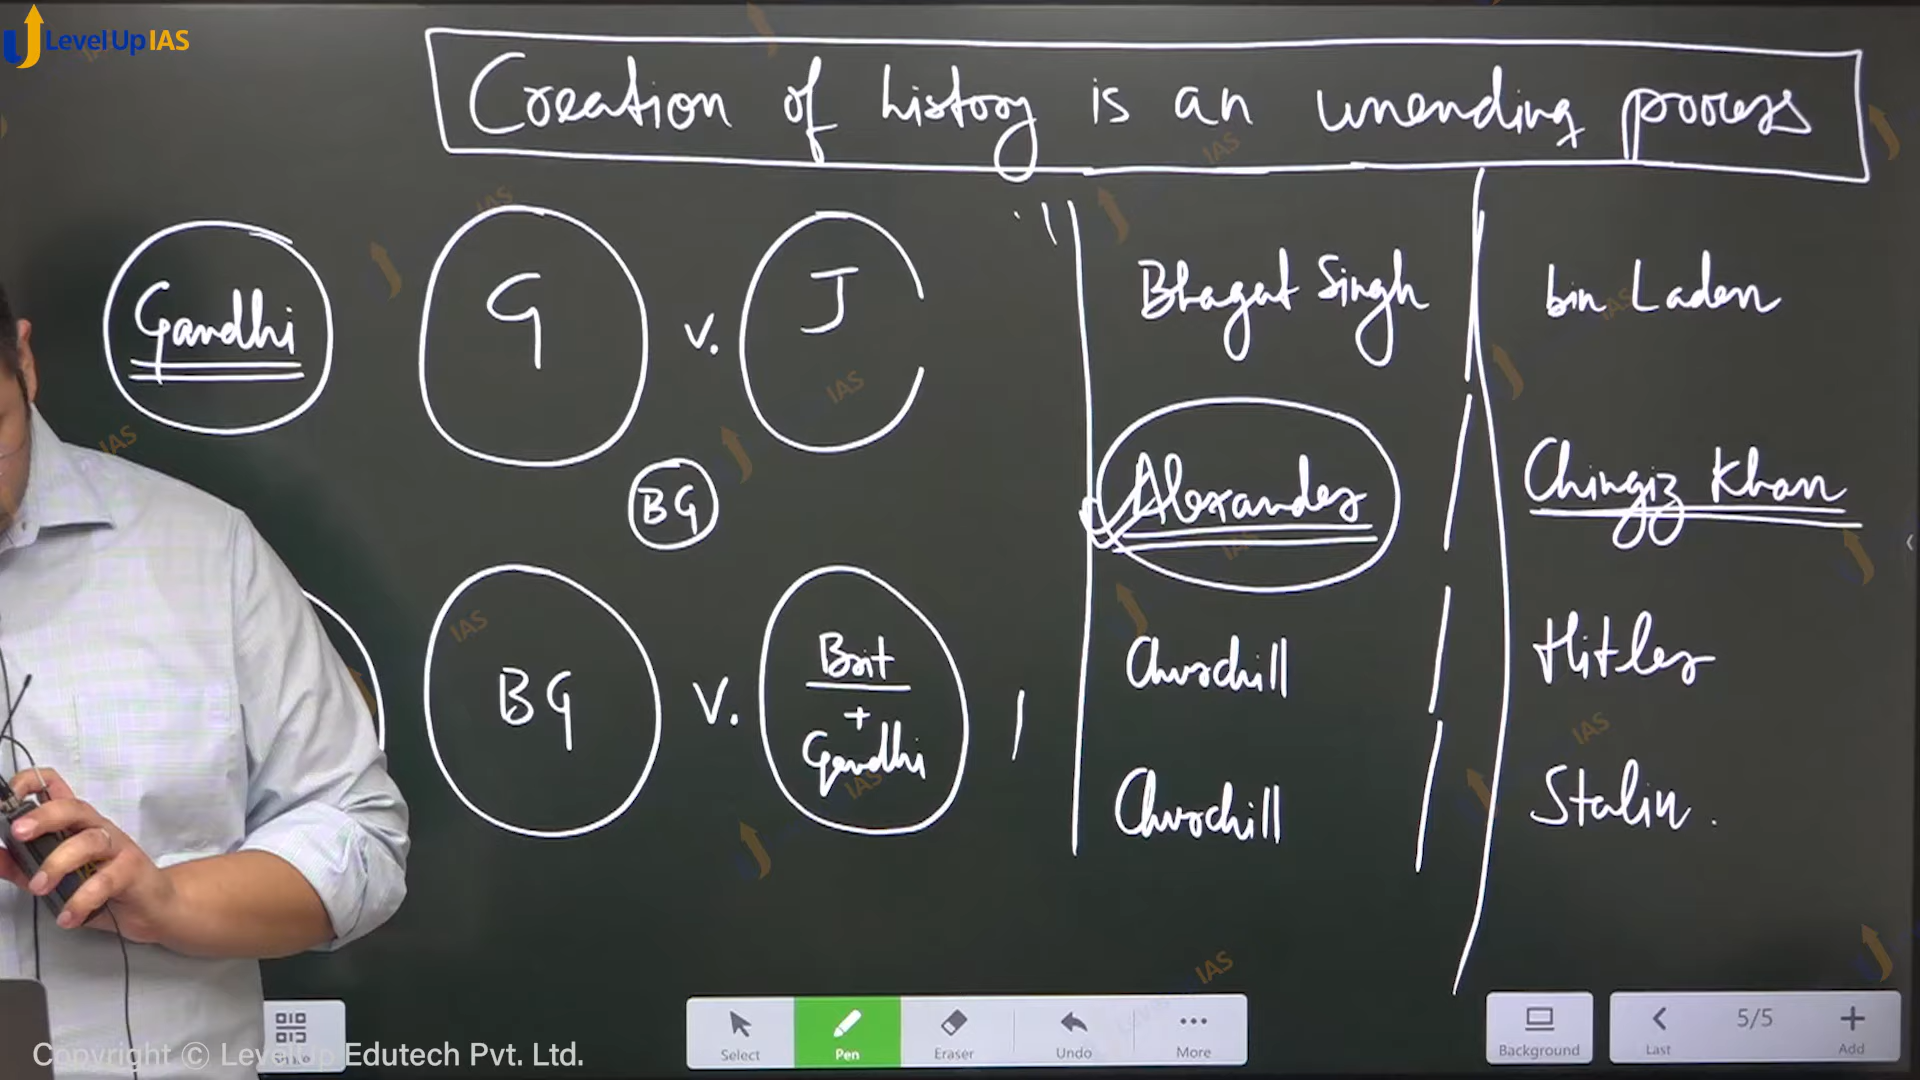 Level Up IAS
Creation of history is an unending process
Gandhi
G v. J
BG
BG v. Brit + Gandhi
Bhagat Singh
bin Laden
Alexander
Chingiz Khan
Churchill
Hitler
Churchill
Stalin.
Select
Pen
Eraser
Undo
More
Background
Last
5/5
Add
Copyright © LevelUp Edutech Pvt. Ltd.
IAS